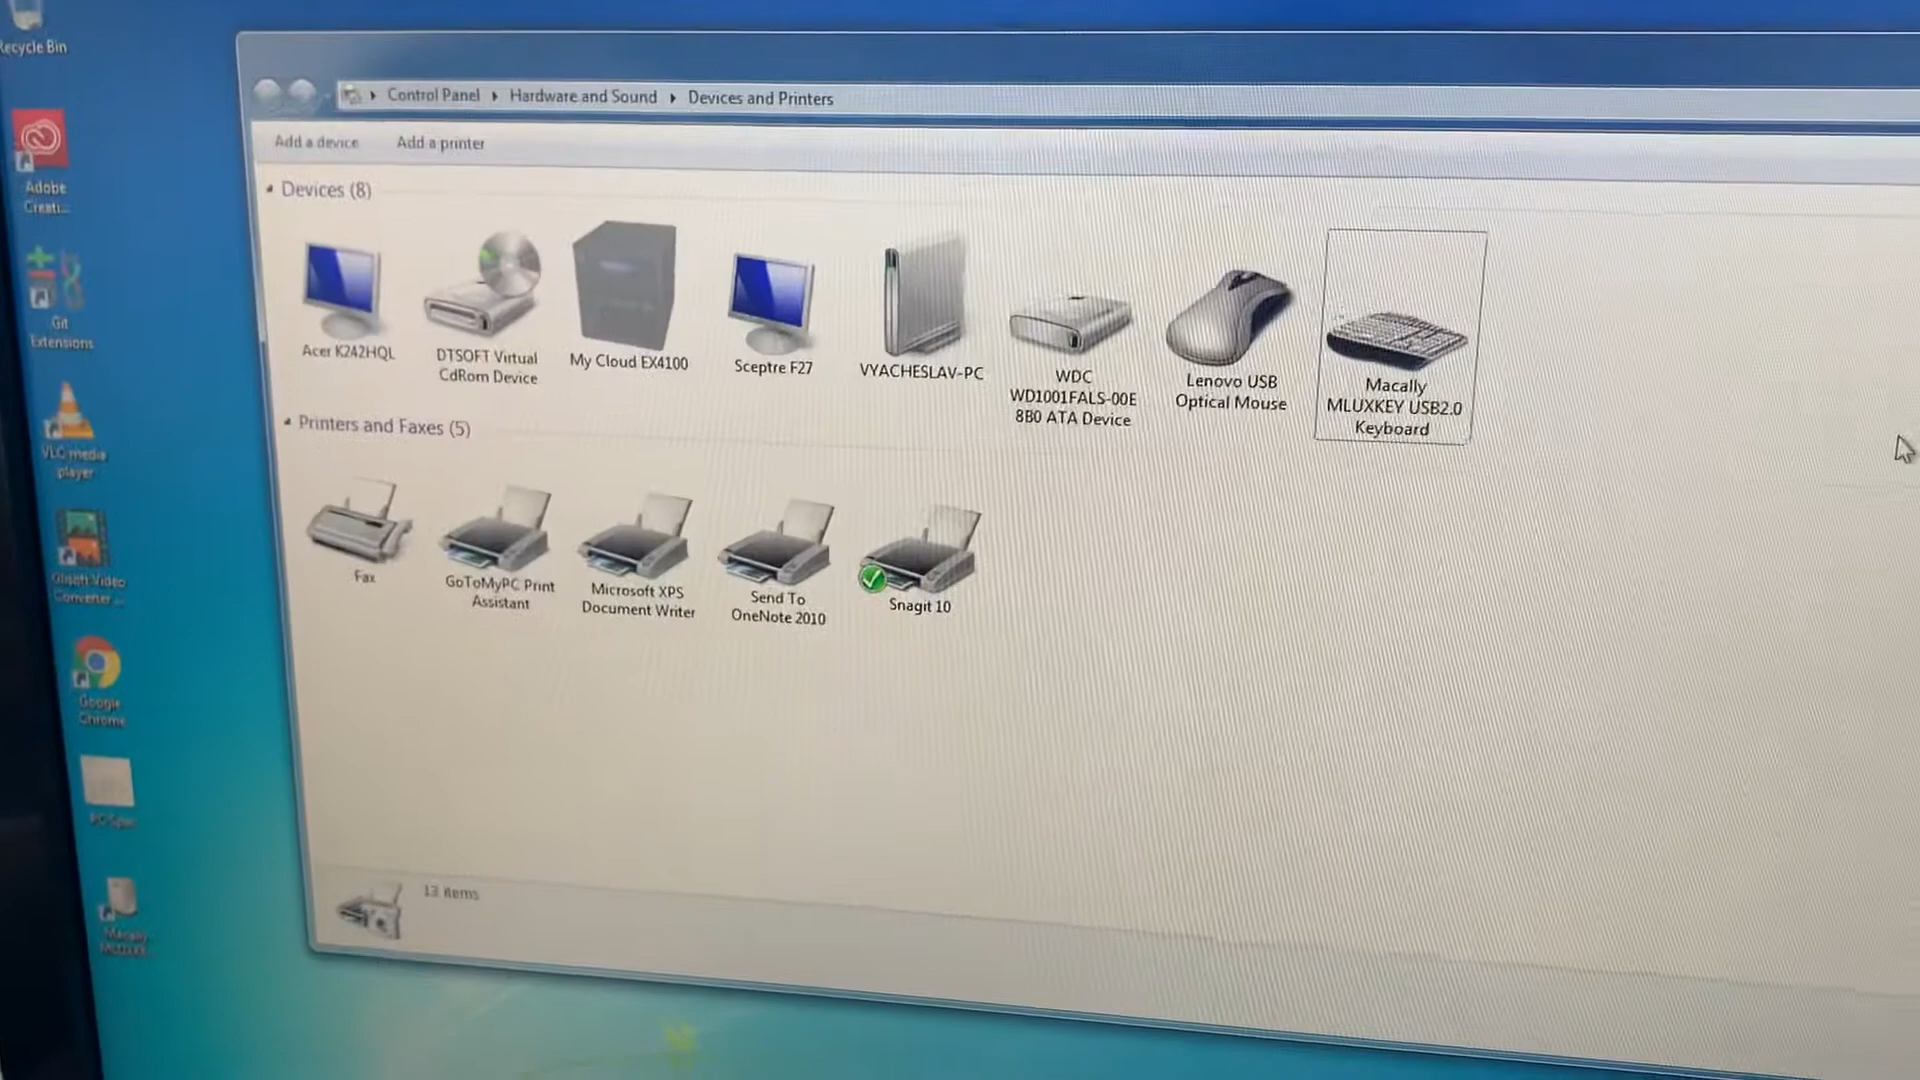 Recycle Bin
Control Panel
Hardware and Sound
Devices and Printers
Add a device
Add a printer
Adobe
Creati...
Devices (8)
Acer K242HQL
DTSOFT Virtual
CdRom Device
My Cloud EX4100
Sceptre F27
VYACHESLAV-PC
WDC
WD1001FALS-00E
8B0 ATA Device
Lenovo USB
Optical Mouse
Macally
MLUXKEY USB2.0
Keyboard
Git
Extensions
Printers and Faxes (5)
VLC media
player
Fax
GoToMyPC Print
Assistant
Microsoft XPS
Document Writer
Send To
OneNote 2010
Snagit 10
Video
Converter ...
Google
Chrome
13 items
Macally